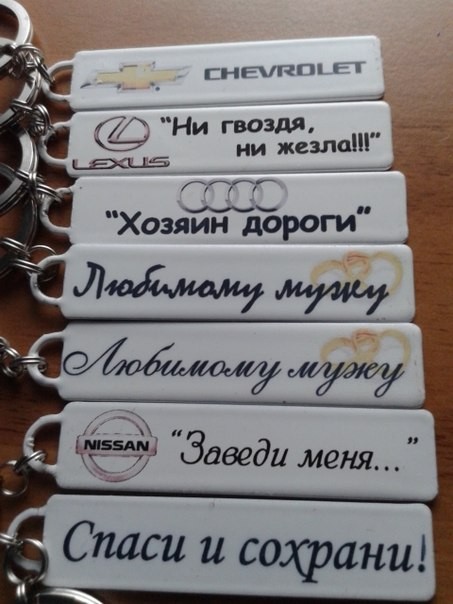 CHEVROLET
"Ни гвоздя,
ни жезла!!!"
LEXUS
"Хозяин дороги"
Любимому мужу
Любимому мужу
NISSAN "Заведи меня..."
Спаси и сохрани!